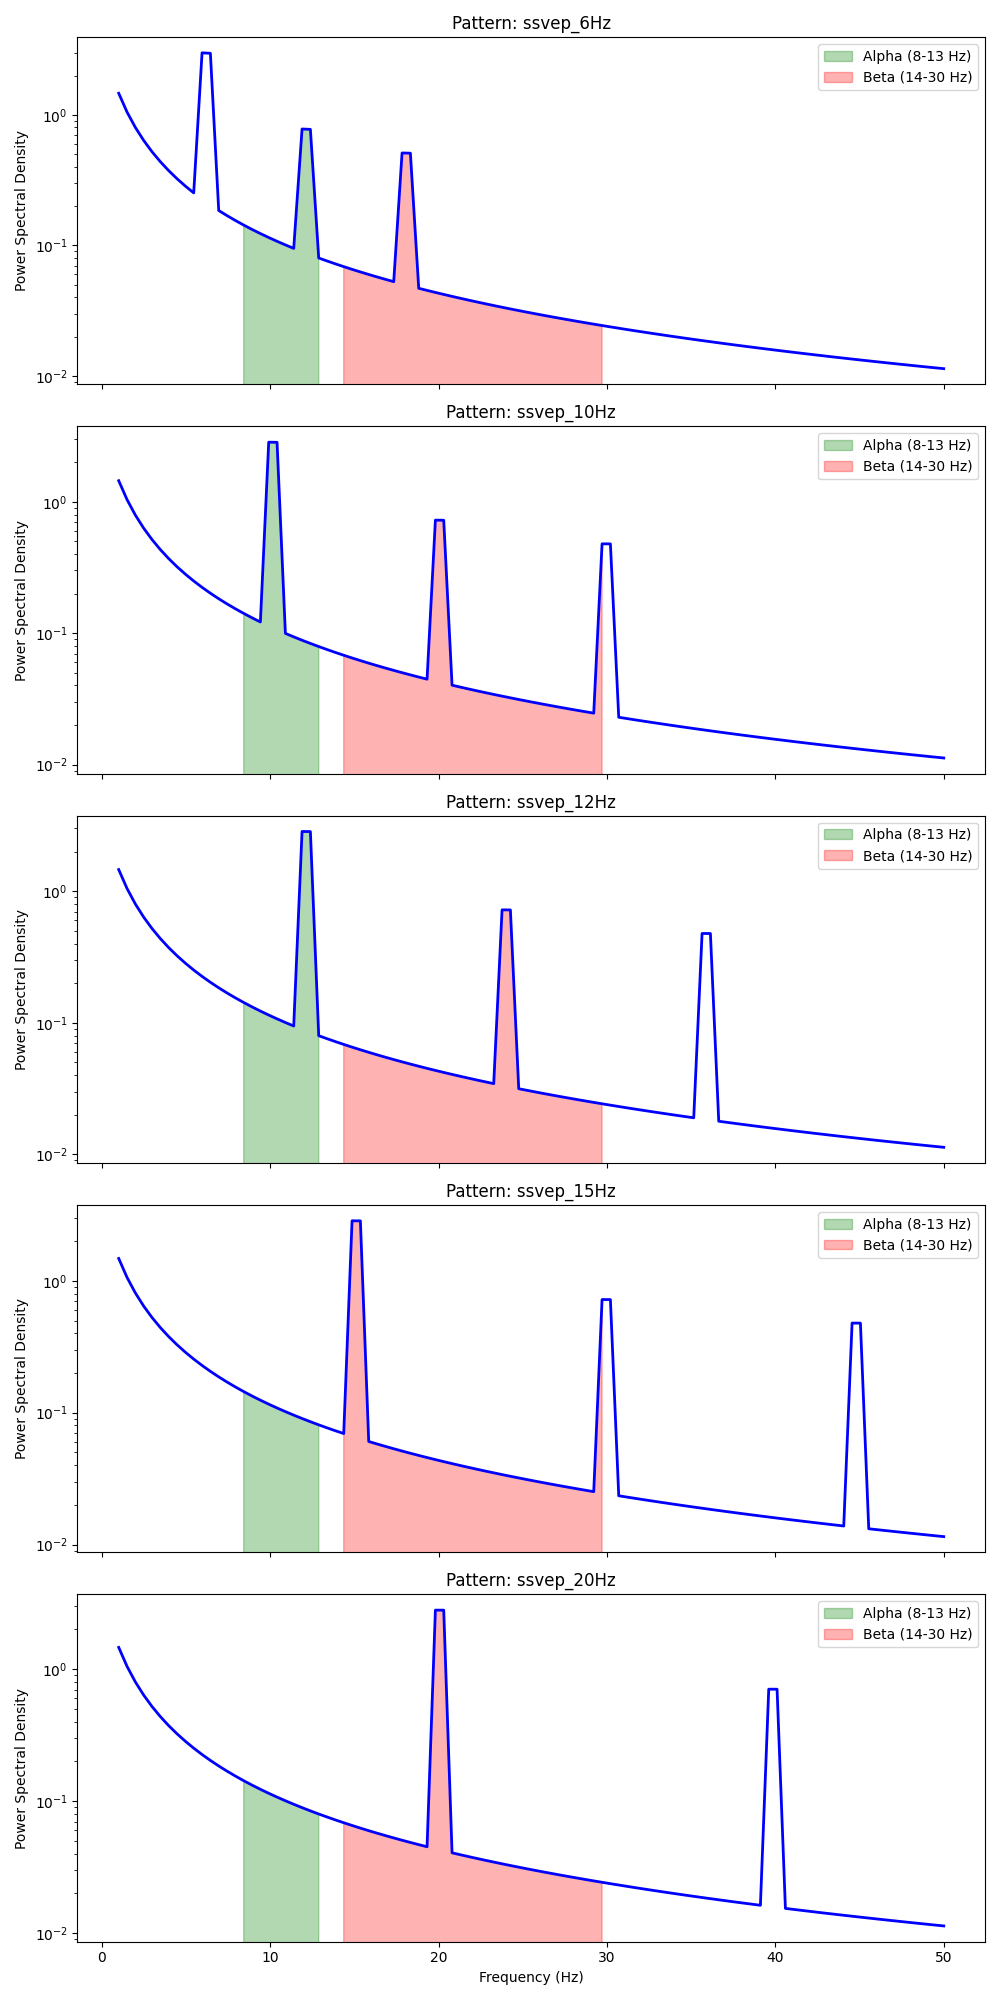 Pattern: ssvep_6Hz
Alpha (8-13 Hz)
Beta (14-30 Hz)
Power Spectral Density
10⁰
10⁻¹
10⁻²
Pattern: ssvep_10Hz
Alpha (8-13 Hz)
Beta (14-30 Hz)
Power Spectral Density
10⁰
10⁻¹
10⁻²
Pattern: ssvep_12Hz
Alpha (8-13 Hz)
Beta (14-30 Hz)
Power Spectral Density
10⁰
10⁻¹
10⁻²
Pattern: ssvep_15Hz
Alpha (8-13 Hz)
Beta (14-30 Hz)
Power Spectral Density
10⁰
10⁻¹
10⁻²
Pattern: ssvep_20Hz
Alpha (8-13 Hz)
Beta (14-30 Hz)
Power Spectral Density
10⁰
10⁻¹
10⁻²
0 10 20 30 40 50
Frequency (Hz)